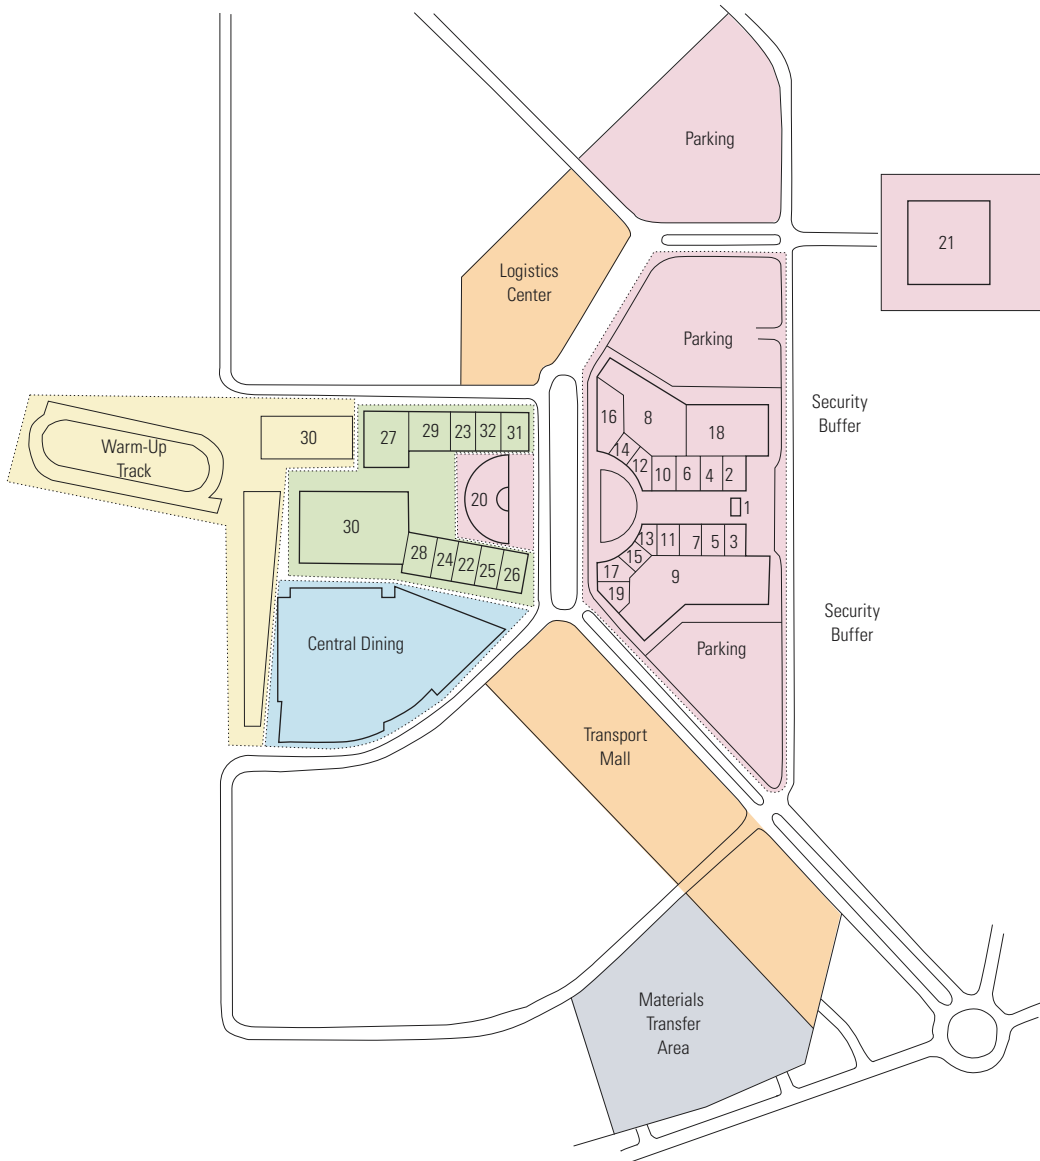 Parking
21
Logistics
Center
Parking
Security
Buffer
16
8
18
14
12
10
6
4
2
1
13
11
7
5
3
15
17
9
19
Warm-Up
Track
30
27
29
23
32
31
20
30
28
24
22
25
26
Security
Buffer
Central Dining
Parking
Transport
Mall
Materials
Transfer
Area